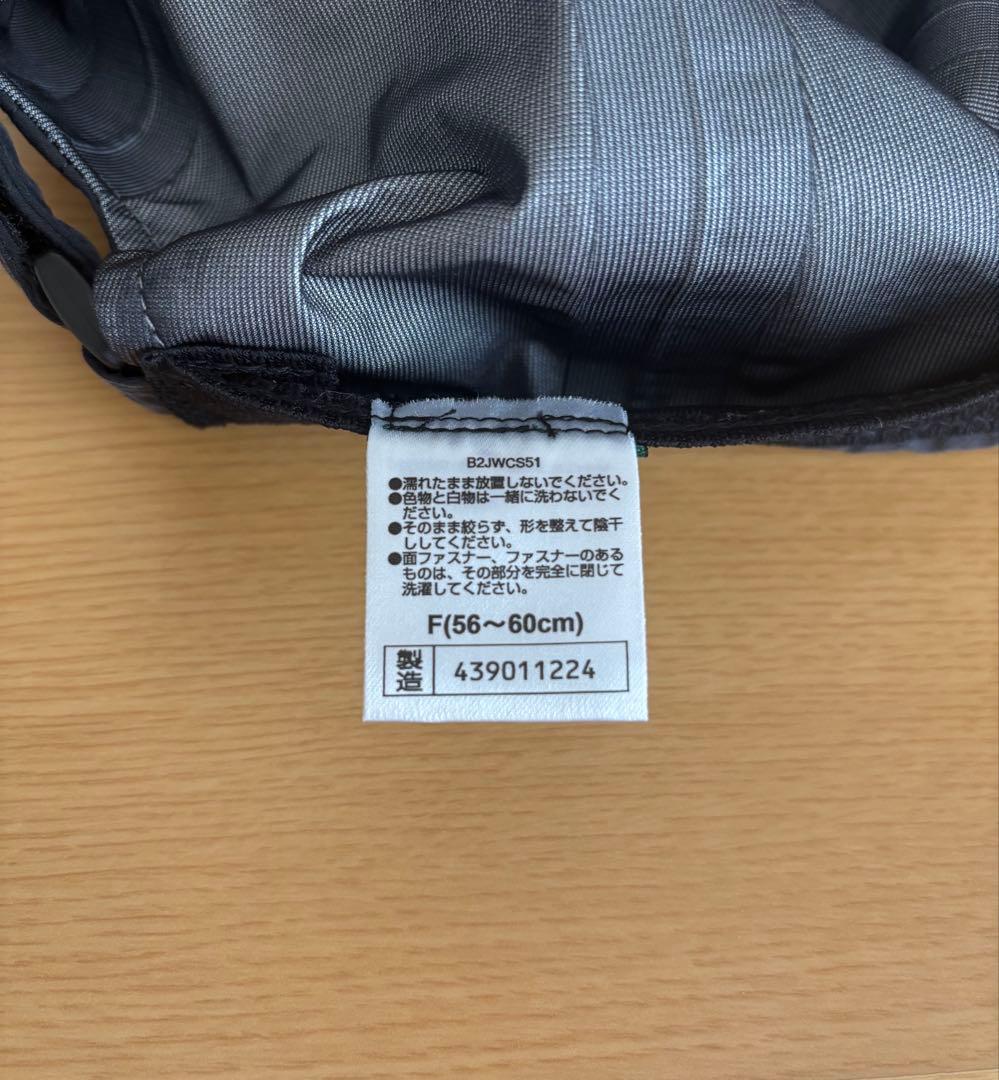 B2JWCS51
●濡れたまま放置しないでください。
●色物と白物は一緒に洗わないでく
ださい。
●そのまま絞らず、形を整えて陰干
ししてください。
●面ファスナー、ファスナーのある
ものは、その部分を完全に閉じて
洗濯してください。
F(56～60cm)
製造 439011224